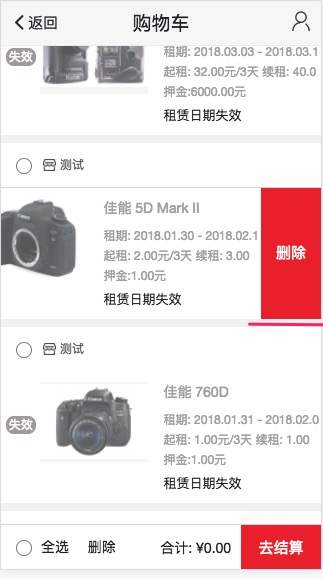 返回
购物车
失效
租期: 2018.03.03 - 2018.03.1
起租: 32.00元/3天 续租: 40.0
押金:6000.00元
租赁日期失效
测试
佳能 5D Mark II
租期: 2018.01.30 - 2018.02.1
起租: 2.00元/3天 续租: 3.00
押金:1.00元
租赁日期失效
删除
测试
佳能 760D
失效
租期: 2018.01.31 - 2018.02.0
起租: 1.00元/3天 续租: 1.00
押金:1.00元
租赁日期失效
全选 删除 合计: ¥0.00 去结算